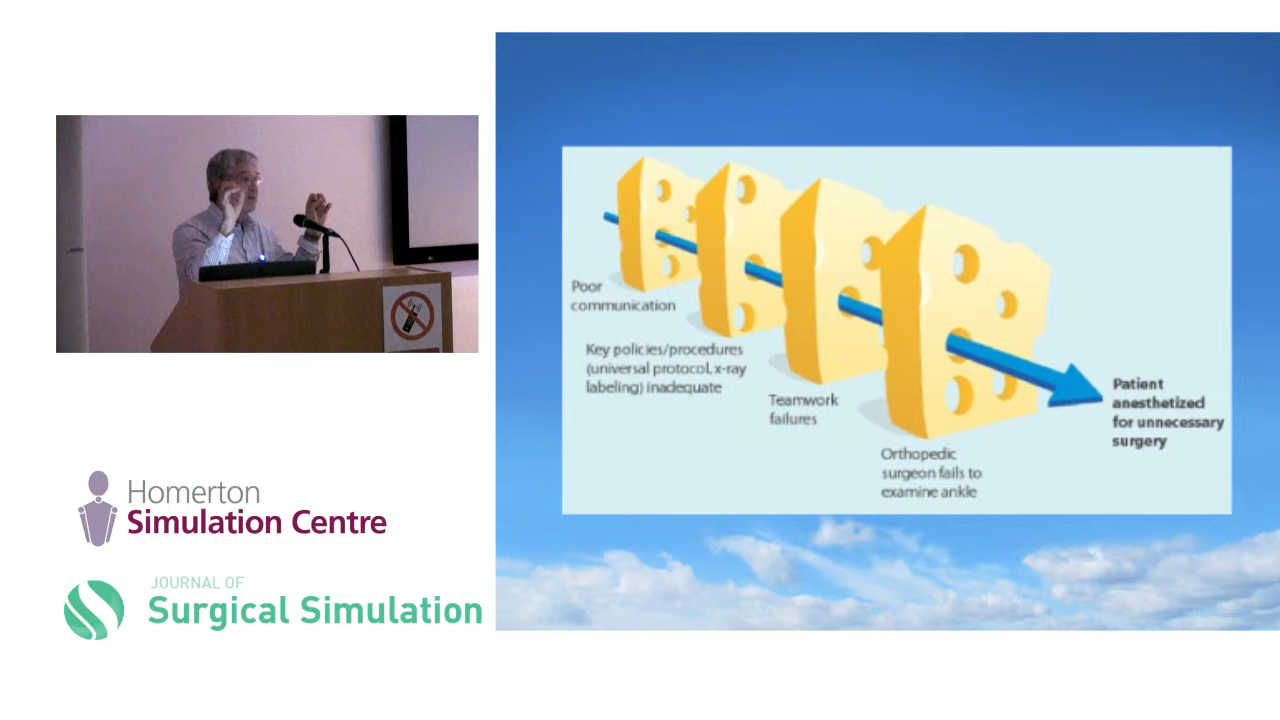 Poor
communication
Key policies/procedures
(universal protocol, x-ray
labeling) inadequate
Teamwork
failures
Orthopedic
surgeon fails to
examine ankle
Patient
anesthetized
for unnecessary
surgery
Homerton
Simulation Centre
JOURNAL OF
Surgical Simulation